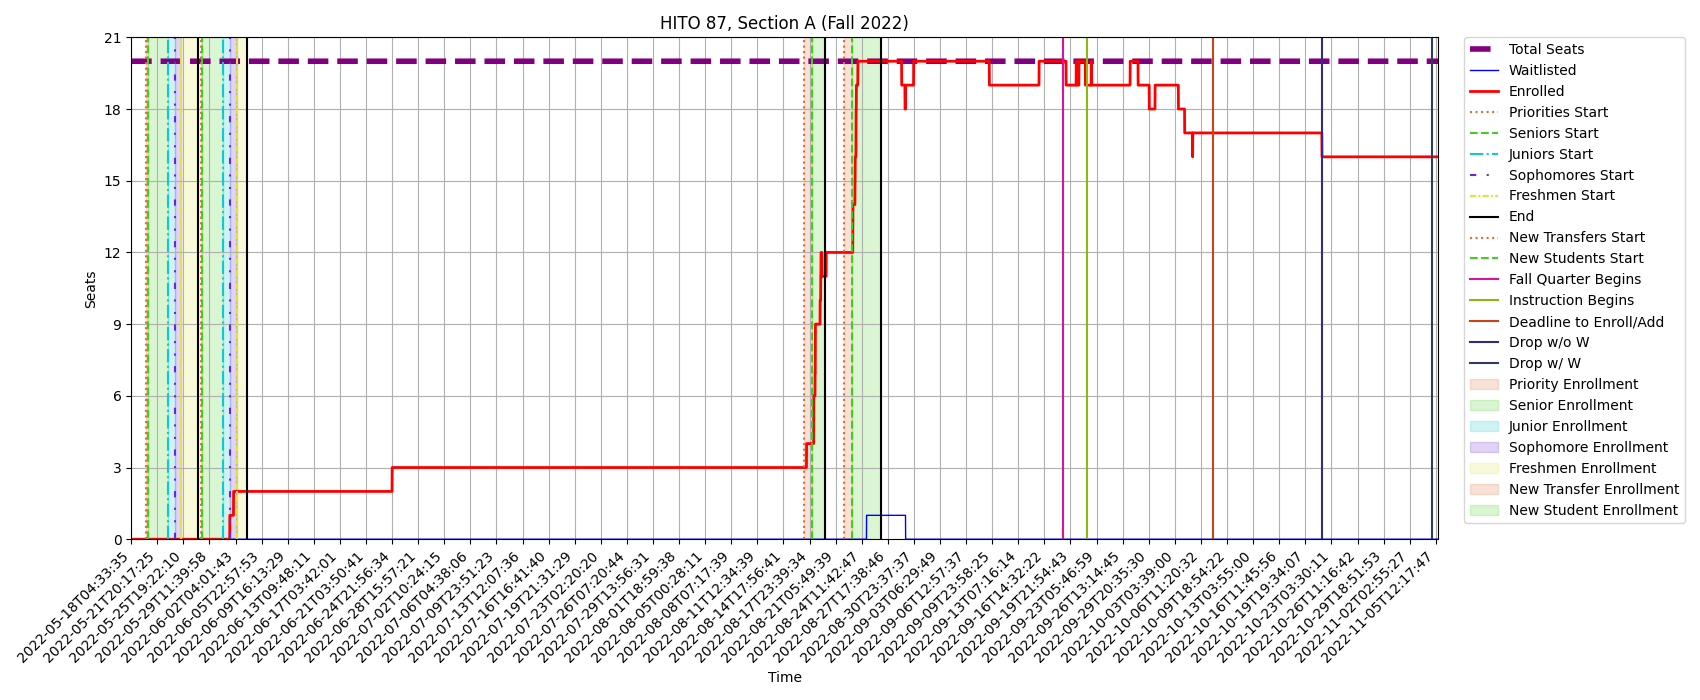 HITO 87, Section A (Fall 2022)
Seats
21
18
15
12
9
6
3
0
2022-05-18T04:33:35
2022-05-21T20:17:25
2022-05-25T19:22:10
2022-05-29T11:39:58
2022-06-02T04:01:43
2022-06-05T22:57:53
2022-06-09T16:13:29
2022-06-13T09:48:11
2022-06-17T03:42:01
2022-06-21T03:50:41
2022-06-24T21:56:34
2022-06-28T15:57:21
2022-07-02T10:24:15
2022-07-06T04:38:06
2022-07-09T23:51:23
2022-07-13T12:07:36
2022-07-16T16:41:40
2022-07-19T21:31:29
2022-07-23T02:20:20
2022-07-26T07:20:44
2022-07-29T13:56:31
2022-08-01T18:59:38
2022-08-05T00:28:11
2022-08-08T07:17:39
2022-08-11T12:34:39
2022-08-14T17:56:41
2022-08-17T23:39:34
2022-08-21T05:49:39
2022-08-24T11:42:47
2022-08-27T17:38:46
2022-08-30T23:37:37
2022-09-03T06:29:49
2022-09-06T12:57:37
2022-09-09T23:58:25
2022-09-13T07:16:14
2022-09-16T14:32:22
2022-09-19T21:54:43
2022-09-23T05:46:59
2022-09-26T13:14:45
2022-09-29T20:35:30
2022-10-03T03:39:00
2022-10-06T11:20:32
2022-10-09T18:54:22
2022-10-13T03:55:00
2022-10-16T11:45:56
2022-10-19T19:34:07
2022-10-23T03:30:11
2022-10-26T11:16:42
2022-10-29T18:51:53
2022-11-02T02:55:27
2022-11-05T12:17:47
Time
Total Seats
Waitlisted
Enrolled
Priorities Start
Seniors Start
Juniors Start
Sophomores Start
Freshmen Start
End
New Transfers Start
New Students Start
Fall Quarter Begins
Instruction Begins
Deadline to Enroll/Add
Drop w/o W
Drop w/ W
Priority Enrollment
Senior Enrollment
Junior Enrollment
Sophomore Enrollment
Freshmen Enrollment
New Transfer Enrollment
New Student Enrollment